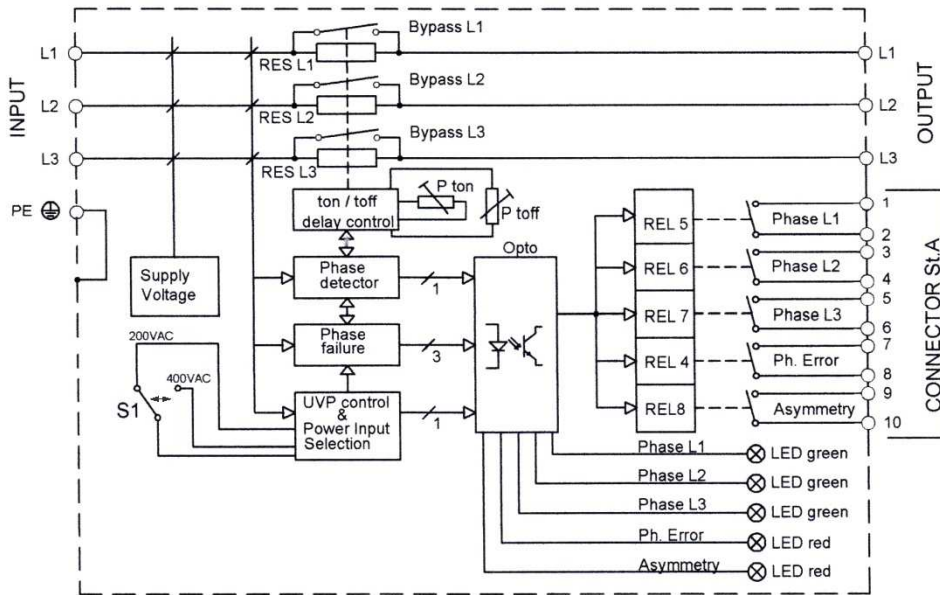 Bypass L1
L1
RES L1
L1
Bypass L2
L2
RES L2
L2
Bypass L3
L3
RES L3
L3
INPUT
OUTPUT
PE
ton / toff
delay control
P ton
P toff
Opto
Supply
Voltage
Phase
detector
1
Phase
failure
3
UVP control
&
Power Input
Selection
1
200VAC
400VAC
S1
REL 5
Phase L1
1
2
REL 6
Phase L2
3
4
REL 7
Phase L3
5
6
REL 4
Ph. Error
7
8
REL8
Asymmetry
9
10
CONNECTOR St.A
Phase L1
LED green
Phase L2
LED green
Phase L3
LED green
Ph. Error
LED red
Asymmetry
LED red